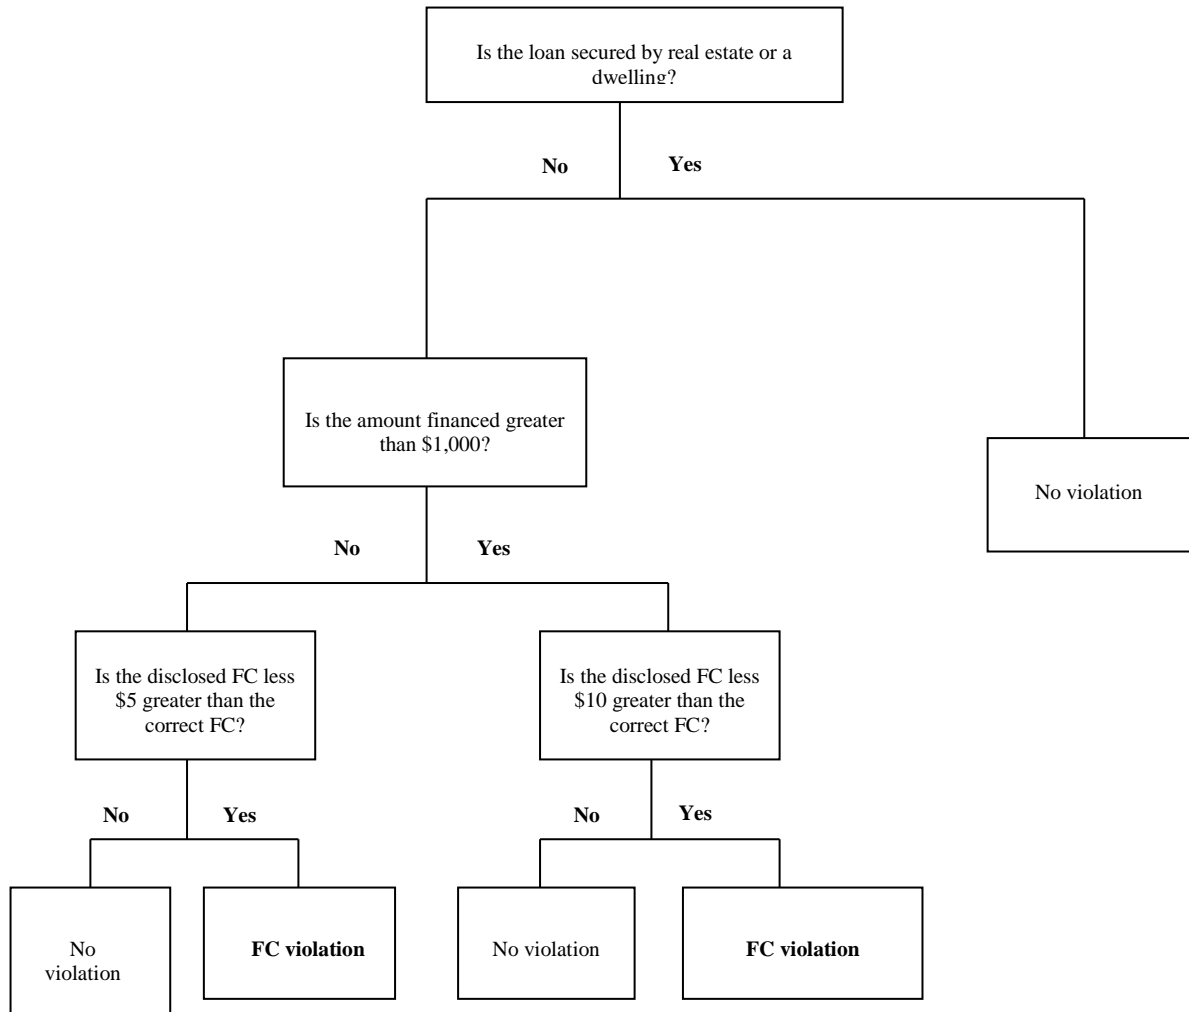 Is the loan secured by real estate or a
dwelling?
No
Yes
Is the amount financed greater
than $1,000?
No violation
No
Yes
Is the disclosed FC less
$5 greater than the
correct FC?
Is the disclosed FC less
$10 greater than the
correct FC?
No
Yes
No
Yes
No
violation
FC violation
No violation
FC violation